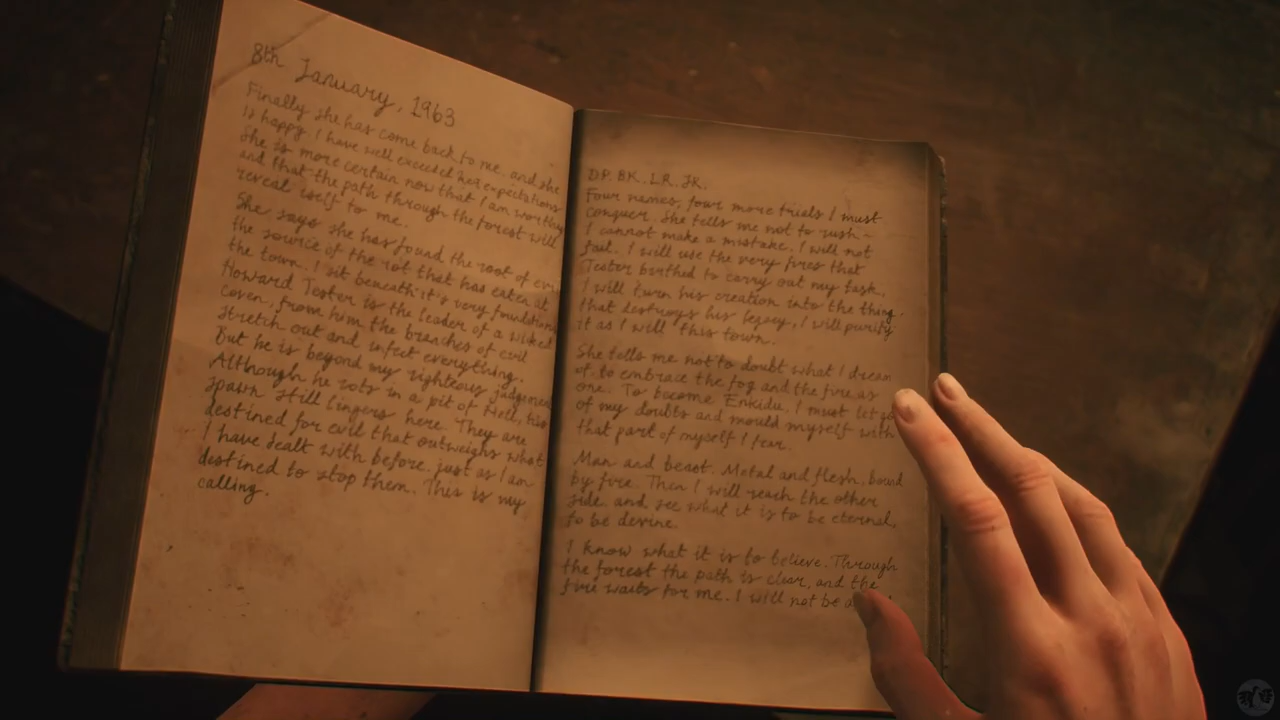 8th January, 1963
Finally she has come back to me, and she
is happy. I have well exceeded her expectations
She is more certain now that I am worthy
and that the path through the forest will
reveal itself to me.
She says she has found the root of evil
the source of the rot that has eaten at
the town. I sit beneath it's very foundations
Howard Tester is the leader of a wicked
coven, from him the branches of evil
stretch out and infect everything.
But he is beyond my righteous judgement
Although he rots in a pit of Hell, his
spawn still lingers here. They are
destined for evil that outweighs what
I have dealt with before, just as I am
destined to stop them. This is my
calling.
D.P. B.K. L.R. J.K.
Four names, four more trials I must
conquer. She tells me not to rush -
I cannot make a mistake. I will not
fail. I will use the very fires that
Tester birthed to carry out my task.
I will turn his creation into the thing
that destroys his legacy, I will purify
it as I will this town.
She tells me not to doubt what I dream
of, to embrace the fog and the fire as
one. To become Enkidu, I must let go
of my doubts and mould myself with
that part of myself I fear.
Man and beast. Metal and flesh, bound
by fire. Then I will reach the other
side, and see what it is to be eternal,
to be devine.
I know what it is to believe. Through
the forest the path is clear, and the
fire waits for me. I will not be